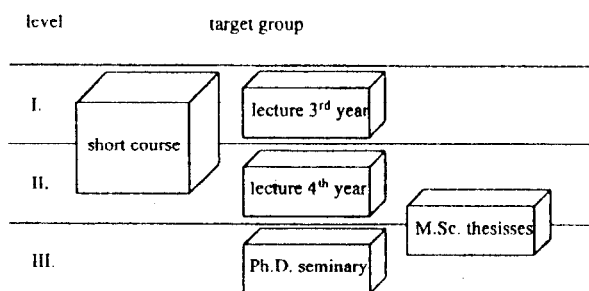 level target group
I. lecture 3rd year
short course
II. lecture 4th year
M.Sc. thesisses
III. Ph.D. seminary